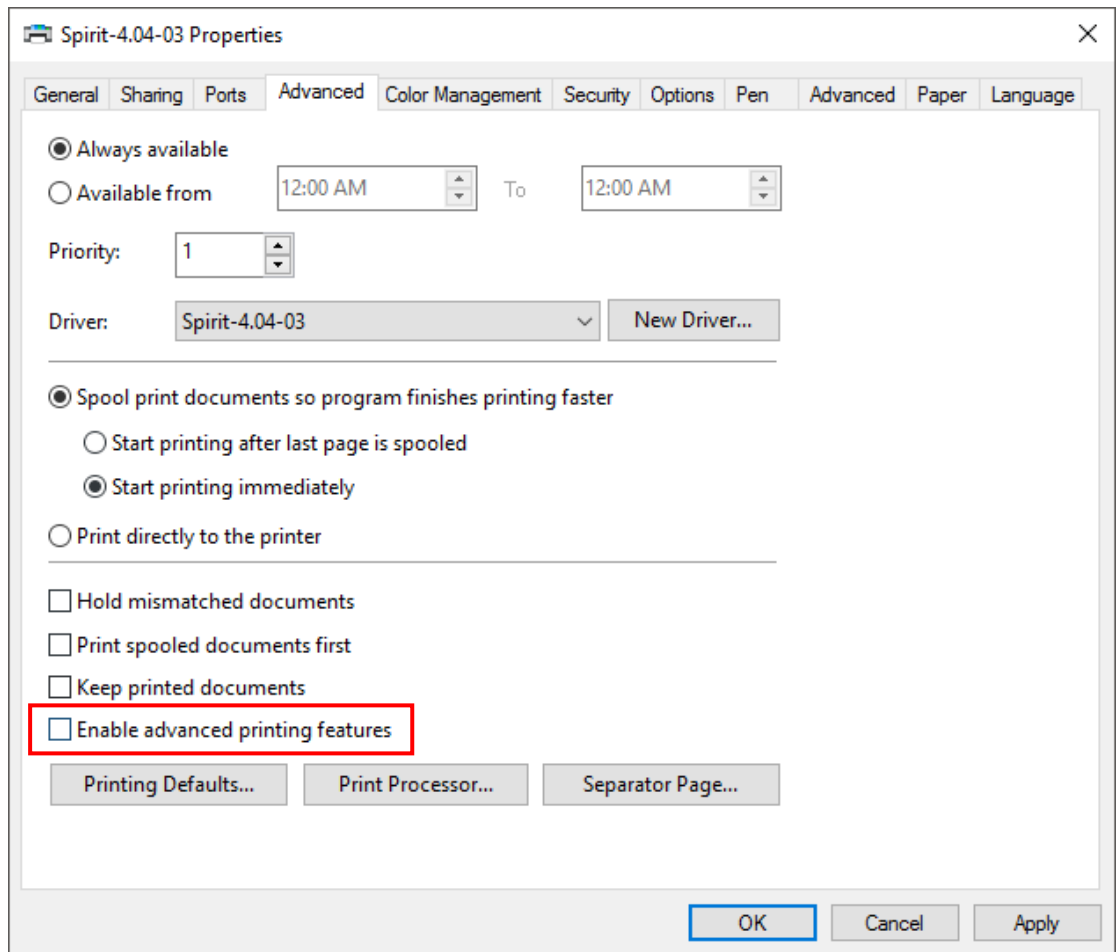 Spirit-4.04-03 Properties
General Sharing Ports Advanced Color Management Security Options Pen Advanced Paper Language
Always available
Available from 12:00 AM To 12:00 AM
Priority: 1
Driver: Spirit-4.04-03 New Driver...
Spool print documents so program finishes printing faster
Start printing after last page is spooled
Start printing immediately
Print directly to the printer
Hold mismatched documents
Print spooled documents first
Keep printed documents
Enable advanced printing features
Printing Defaults... Print Processor... Separator Page...
OK Cancel Apply